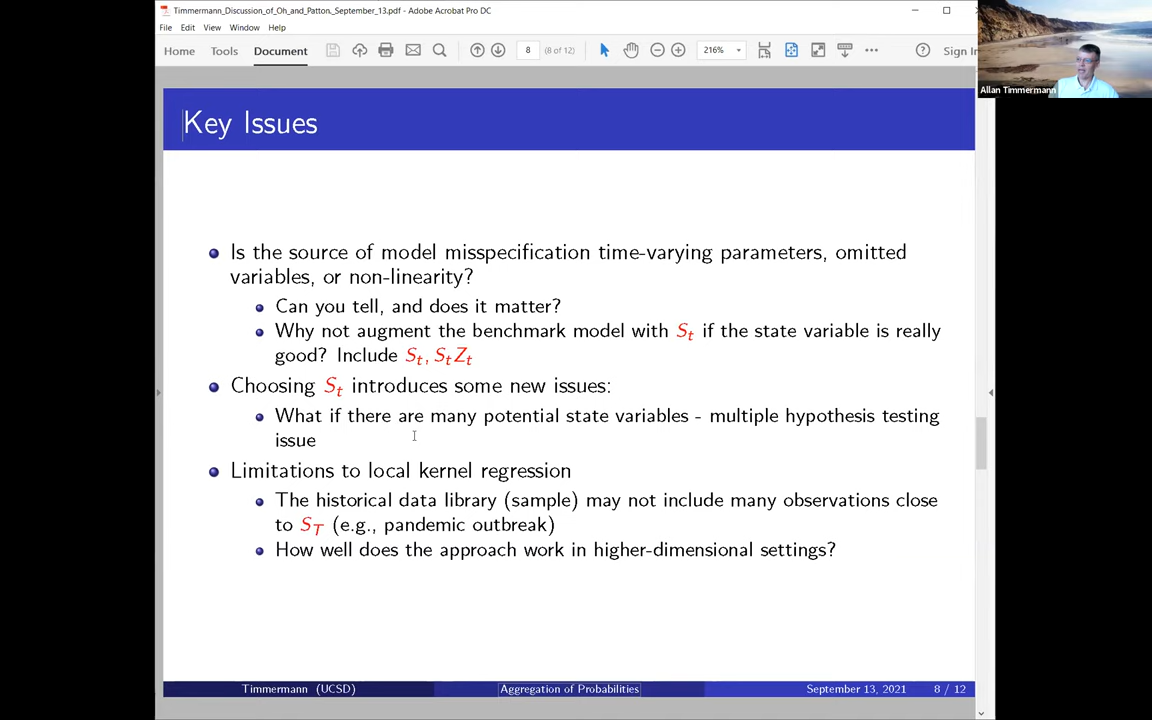 Timmermann_Discussion_of_Oh_and_Patton,_September_13.pdf - Adobe Acrobat Pro DC
File Edit View Window Help
Home Tools Document 8 (8 of 12) 216% Sign In
Allan Timmermann
Key Issues
Is the source of model misspecification time-varying parameters, omitted
variables, or non-linearity?
Can you tell, and does it matter?
Why not augment the benchmark model with Sₜ if the state variable is really
good? Include Sₜ, SₜZₜ
Choosing Sₜ introduces some new issues:
What if there are many potential state variables - multiple hypothesis testing
issue
Limitations to local kernel regression
The historical data library (sample) may not include many observations close
to S_T (e.g., pandemic outbreak)
How well does the approach work in higher-dimensional settings?
Timmermann (UCSD) Aggregation of Probabilities September 13, 2021 8 / 12